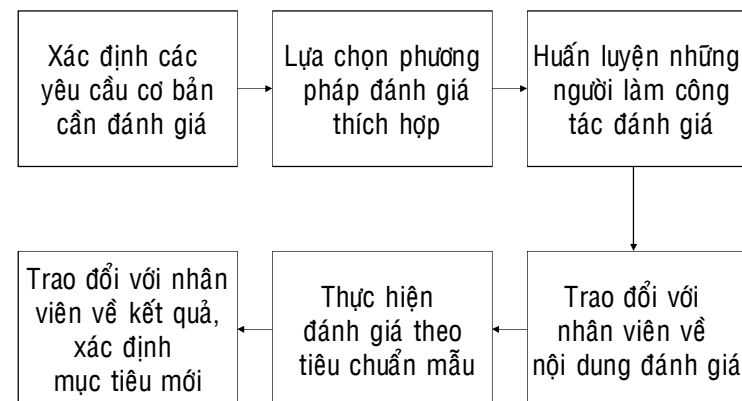 Xác định các
yêu cầu cơ bản
cần đánh giá
Lựa chọn phương
pháp đánh giá
thích hợp
Huấn luyện những
người làm công
tác đánh giá
Trao đổi với
nhân viên về
nội dung đánh giá
Thực hiện
đánh giá theo
tiêu chuẩn mẫu
Trao đổi với nhân
viên về kết quả,
xác định
mục tiêu mới